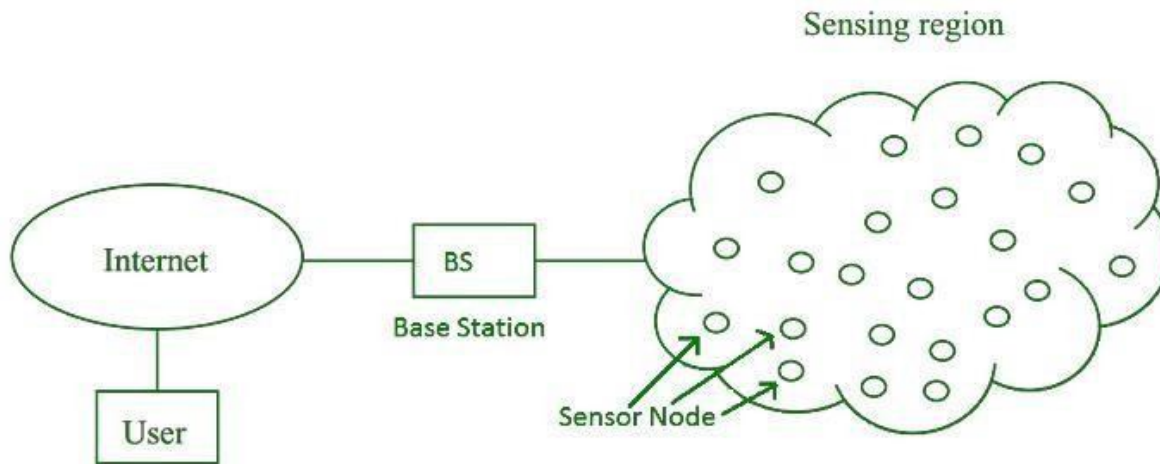 Sensing region
Internet
BS
Base Station
Sensor Node
User